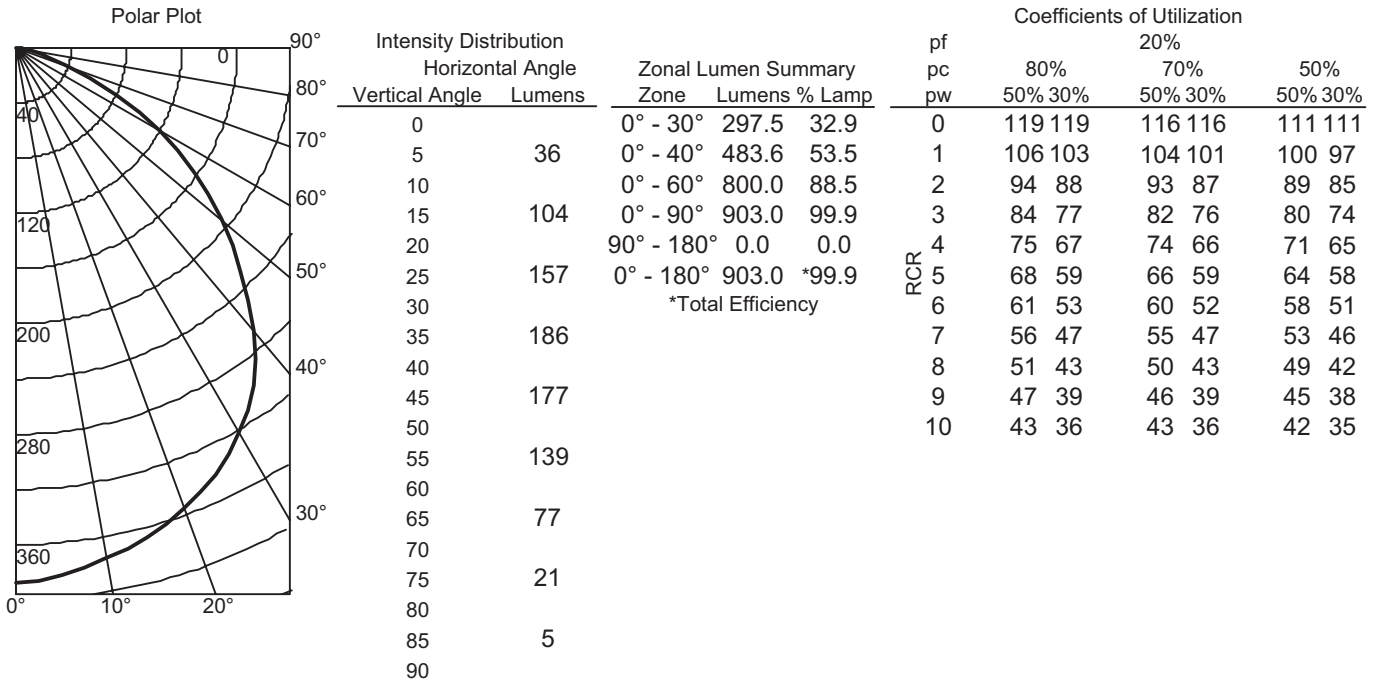 Polar Plot
0
90°
80°
40
70°
60°
120
50°
200
40°
280
30°
360
0° 10° 20°
Intensity Distribution
Horizontal Angle
Vertical Angle Lumens
0
5 36
10
15 104
20
25 157
30
35 186
40
45 177
50
55 139
60
65 77
70
75 21
80
85 5
90
Zonal Lumen Summary
Zone Lumens % Lamp
0° - 30° 297.5 32.9
0° - 40° 483.6 53.5
0° - 60° 800.0 88.5
0° - 90° 903.0 99.9
90° - 180° 0.0 0.0
0° - 180° 903.0 *99.9
*Total Efficiency
Coefficients of Utilization
pf 20%
pc 80% 70% 50%
pw 50% 30% 50% 30% 50% 30%
RCR
0 119 119 116 116 111 111
1 106 103 104 101 100 97
2 94 88 93 87 89 85
3 84 77 82 76 80 74
4 75 67 74 66 71 65
5 68 59 66 59 64 58
6 61 53 60 52 58 51
7 56 47 55 47 53 46
8 51 43 50 43 49 42
9 47 39 46 39 45 38
10 43 36 43 36 42 35